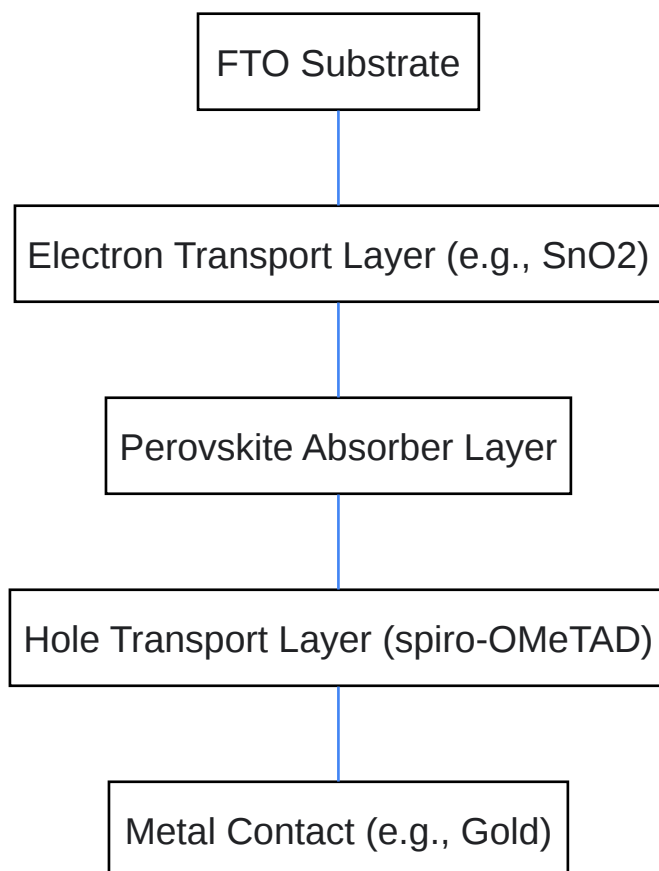 FTO Substrate
Electron Transport Layer (e.g., SnO2)
Perovskite Absorber Layer
Hole Transport Layer (spiro-OMeTAD)
Metal Contact (e.g., Gold)